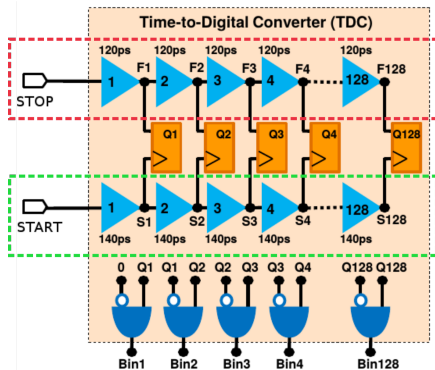 Time-to-Digital Converter (TDC)
120ps 120ps 120ps 120ps 120ps
F1 F2 F3 F4 F128
1 2 3 4 128
STOP
Q1 Q2 Q3 Q4 Q128
1 2 3 4 128
START
S1 S2 S3 S4 S128
140ps 140ps 140ps 140ps 140ps
0 Q1 Q1 Q2 Q2 Q3 Q3 Q4 Q128 Q128
Bin1 Bin2 Bin3 Bin4 Bin128